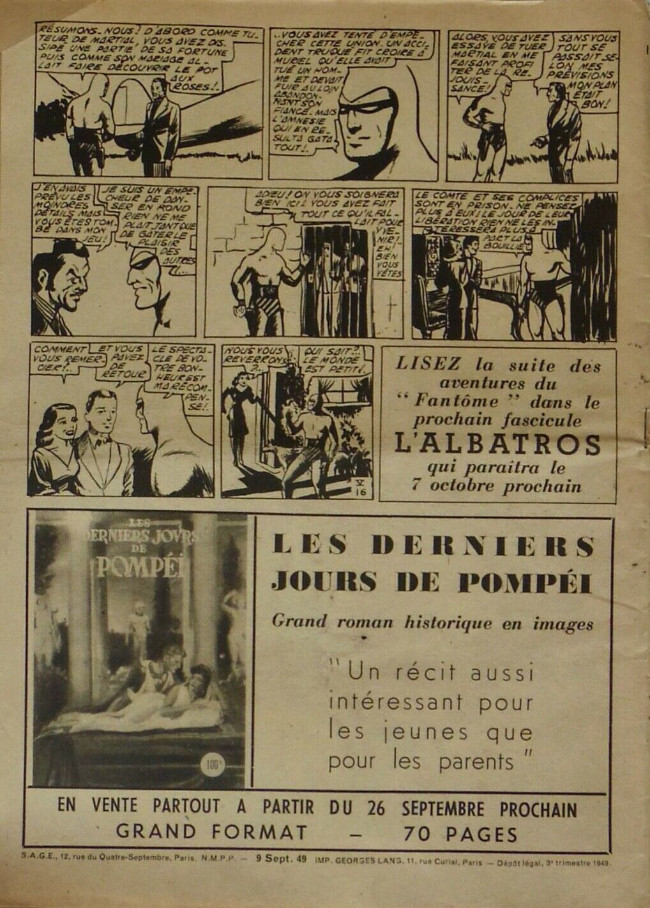 RÉSUMONS-NOUS! D'ABORD COMME TU-
TEUR DE MARTIAL, VOUS AVEZ DIS-
SIPÉ UNE PARTIE DE SA FORTUNE
PUIS COMME SON MARIAGE AL-
LAIT FAIRE DÉCOUVRIR LE POT
AUX
ROSES!..
..VOUS AVEZ TENTÉ D'EMPÊ-
CHER CETTE UNION. UN ACCI-
DENT TRUQUÉ FIT CROIRE À
MURIEL QU'ELLE AVAIT
TUÉ UN HOM-
ME ET DEVAIT
FUIR AU LOIN
ABANDON-
NANT SON
FIANCÉ. MAIS
L'AMNÉSIE
QUI EN RÉ-
SULTA GÂTA
TOUT!..
ALORS, VOUS AVEZ
ESSAYÉ DE TUER
MARTIAL EN ME
FAISANT PROFI-
TER DE LA RÉ-
JOUIS-
SANCE!
SANS VOUS
TOUT SE
PASSAIT SE-
LON MES
PRÉVISIONS
MON PLAN
ÉTAIT
BON!
J'EN AVAIS
PRÉVU LES
MOINDRES
DÉTAILS MAIS
VOUS ÊTES TOM-
BÉ DANS MON
JEU!
JE SUIS UN EMPÊ-
CHEUR DE DAN-
SER EN ROND
RIEN NE ME
PLAIT TANT QUE
DE GÂTER LE
PLAISIR
DES
AUTRES
!...
ADIEU! ON VOUS SOIGNERA
BIEN ICI. VOUS AVEZ FAIT
TOUT CE QU'IL FAL-
LAIT POUR
Y VE-
NIR!
EH!
BIEN
VOUS
Y ÊTES
LE COMTE ET SES COMPLICES
SONT EN PRISON. NE PENSEZ
PLUS À EUX! LE JOUR DE LEUR
LIBÉRATION RIEN NE LES IN-
TÉRESSERA PLUS,
COMMENT
VOUS REMER-
CIER!..
ET VOUS
PAYEZ
DE
RETOUR
LE SPECTA-
CLE DE VO-
TRE BON-
HEUR EST
MA RÉCOM-
PEN-
SE!.
NOUS VOUS
REVERRONS
?..
QUI SAIT?..
LE MONDE
EST PETIT!.
V
16
LISEZ la suite des
aventures du
" Fantôme " dans le
prochain fascicule
L'ALBATROS
qui paraitra le
7 octobre prochain
LES
DERNIERS JOURS
DE
POMPÉI
100F
LES DERNIERS
JOURS DE POMPÉI
Grand roman historique en images
"Un récit aussi
intéressant pour
les jeunes que
pour les parents"
EN VENTE PARTOUT A PARTIR DU 26 SEPTEMBRE PROCHAIN
GRAND FORMAT — 70 PAGES
S.A.G.E., 12, rue du Quatre-Septembre, Paris. N.M.P.P. — 9 Sept. 49 IMP. GEORGES LANG, 11, rue Curial, Paris — Dépôt légal, 3e trimestre 1949.